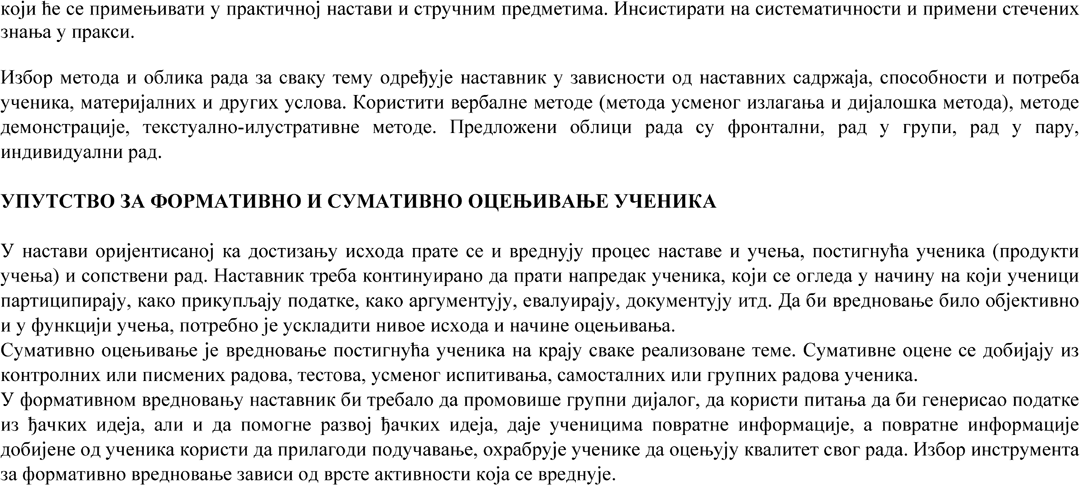 који ће се примењивати у практичној настави и стручним предметима. Инсистирати на систематичности и примени стечених
знања у пракси.
Избор метода и облика рада за сваку тему одређује наставник у зависности од наставних садржаја, способности и потреба
ученика, материјалних и других услова. Користити вербалне методе (метода усменог излагања и дијалошка метода), методе
демонстрације, текстуално-илустративне методе. Предложени облици рада су фронтални, рад у групи, рад у пару,
индивидуални рад.
УПУТСТВО ЗА ФОРМАТИВНО И СУМАТИВНО ОЦЕЊИВАЊЕ УЧЕНИКА
У настави оријентисаној ка достизању исхода прате се и вреднују процес наставе и учења, постигнућа ученика (продукти
учења) и сопствени рад. Наставник треба континуирано да прати напредак ученика, који се огледа у начину на који ученици
партиципирају, како прикупљају податке, како аргументују, евалуирају, документују итд. Да би вредновање било објективно
и у функцији учења, потребно је ускладити нивое исхода и начине оцењивања.
Сумативно оцењивање је вредновање постигнућа ученика на крају сваке реализоване теме. Сумативне оцене се добијају из
контролних или писмених радова, тестова, усменог испитивања, самосталних или групних радова ученика.
У формативном вредновању наставник би требало да промовише групни дијалог, да користи питања да би генерисао податке
из ђачких идеја, али и да помогне развој ђачких идеја, даје ученицима повратне информације, а повратне информације
добијене од ученика користи да прилагоди подучавање, охрабрује ученике да оцењују квалитет свог рада. Избор инструмента
за формативно вредновање зависи од врсте активности која се вреднује.